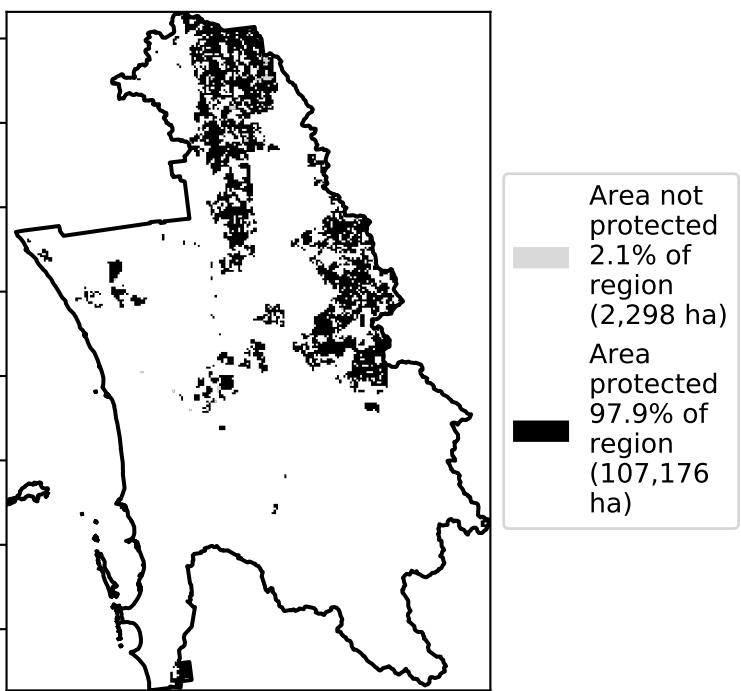 Area not
protected
2.1% of
region
(2,298 ha)
Area
protected
97.9% of
region
(107,176
ha)